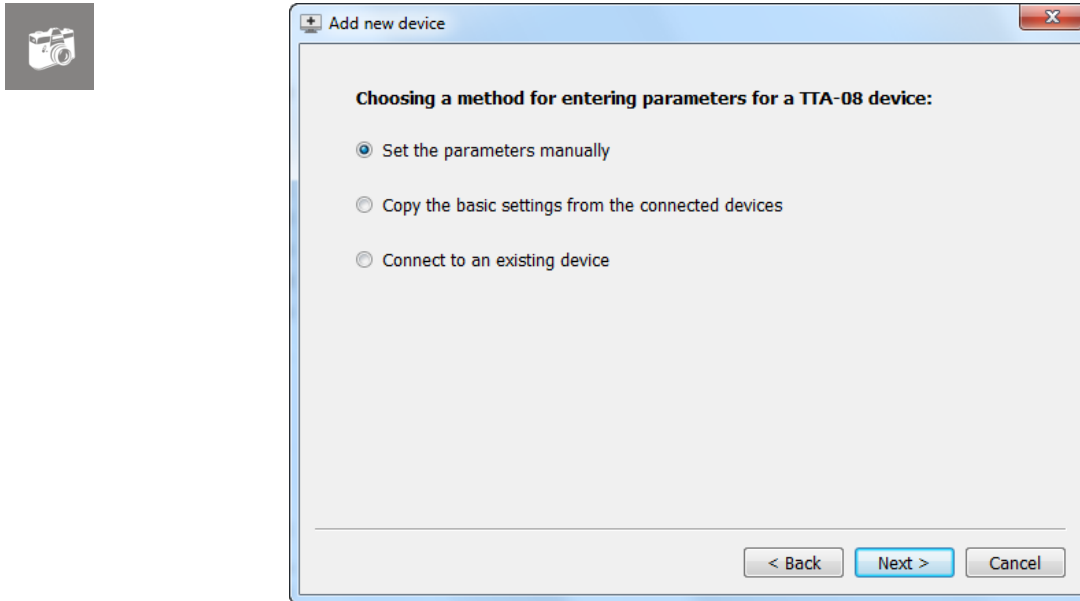 Add new device
Choosing a method for entering parameters for a TTA-08 device:
Set the parameters manually
Copy the basic settings from the connected devices
Connect to an existing device
< Back Next > Cancel